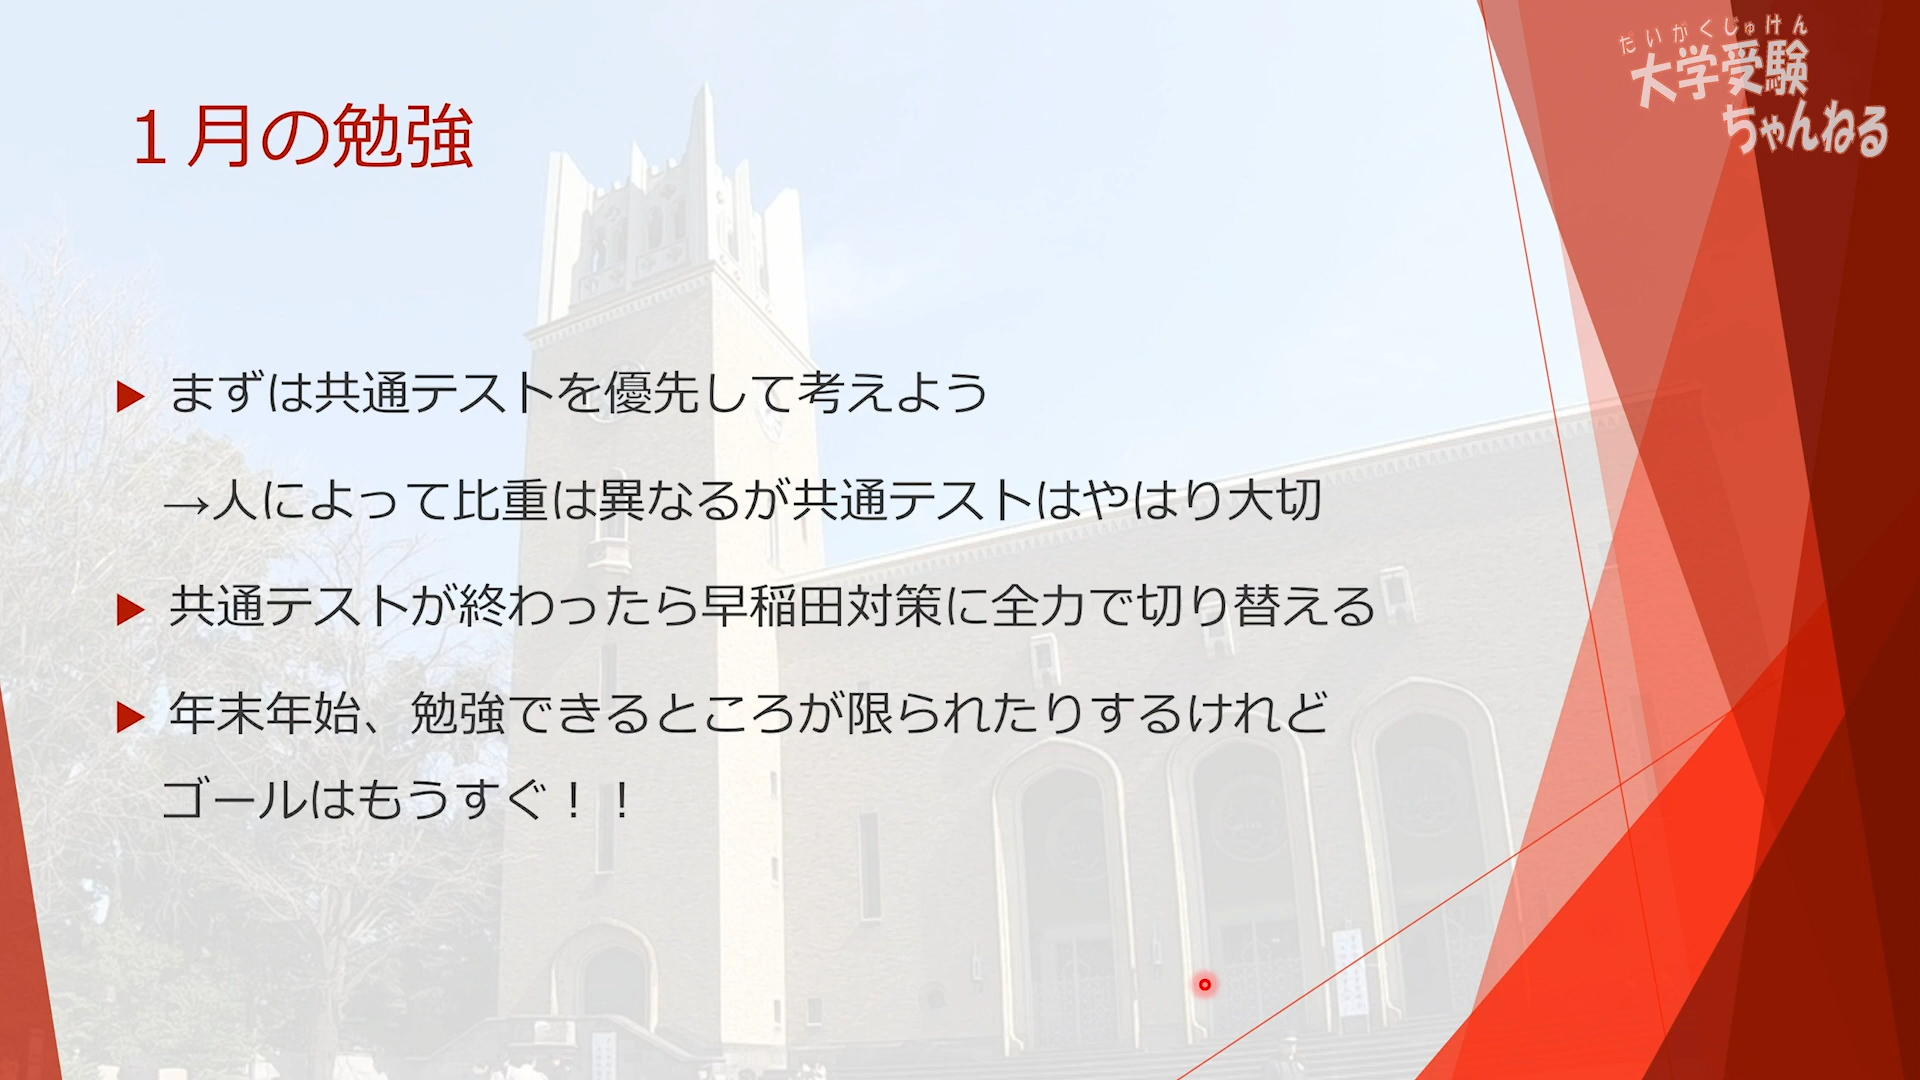 １月の勉強
だいがくじゅけん
大学受験
ちゃんねる
▶ まずは共通テストを優先して考えよう
→人によって比重は異なるが共通テストはやはり大切
▶ 共通テストが終わったら早稲田対策に全力で切り替える
▶ 年末年始、勉強できるところが限られたりするけれど
ゴールはもうすぐ！！